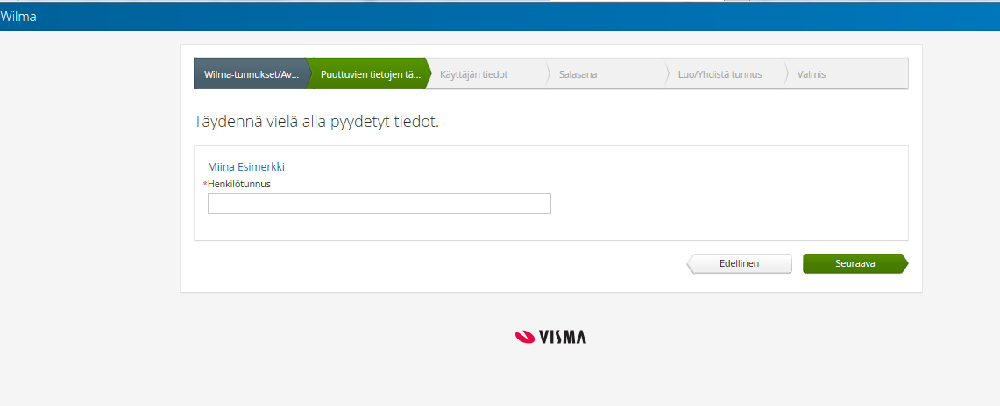 Wilma
Wilma-tunnukset/Av... Puuttuvien tietojen tä... Käyttäjän tiedot Salasana Luo/Yhdistä tunnus Valmis
Täydennä vielä alla pyydetyt tiedot.
Miina Esimerkki
*Henkilötunnus
Edellinen Seuraava
VISMA